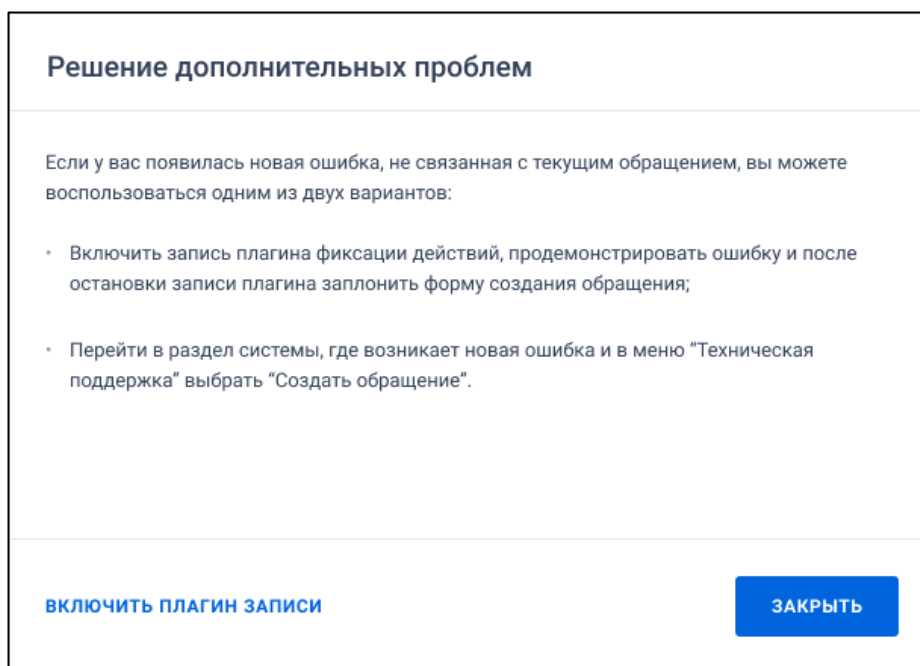 Решение дополнительных проблем
Если у вас появилась новая ошибка, не связанная с текущим обращением, вы можете
воспользоваться одним из двух вариантов:
• Включить запись плагина фиксации действий, продемонстрировать ошибку и после
остановки записи плагина заплонить форму создания обращения;
• Перейти в раздел системы, где возникает новая ошибка и в меню “Техническая
поддержка” выбрать “Создать обращение”.
ВКЛЮЧИТЬ ПЛАГИН ЗАПИСИ
ЗАКРЫТЬ